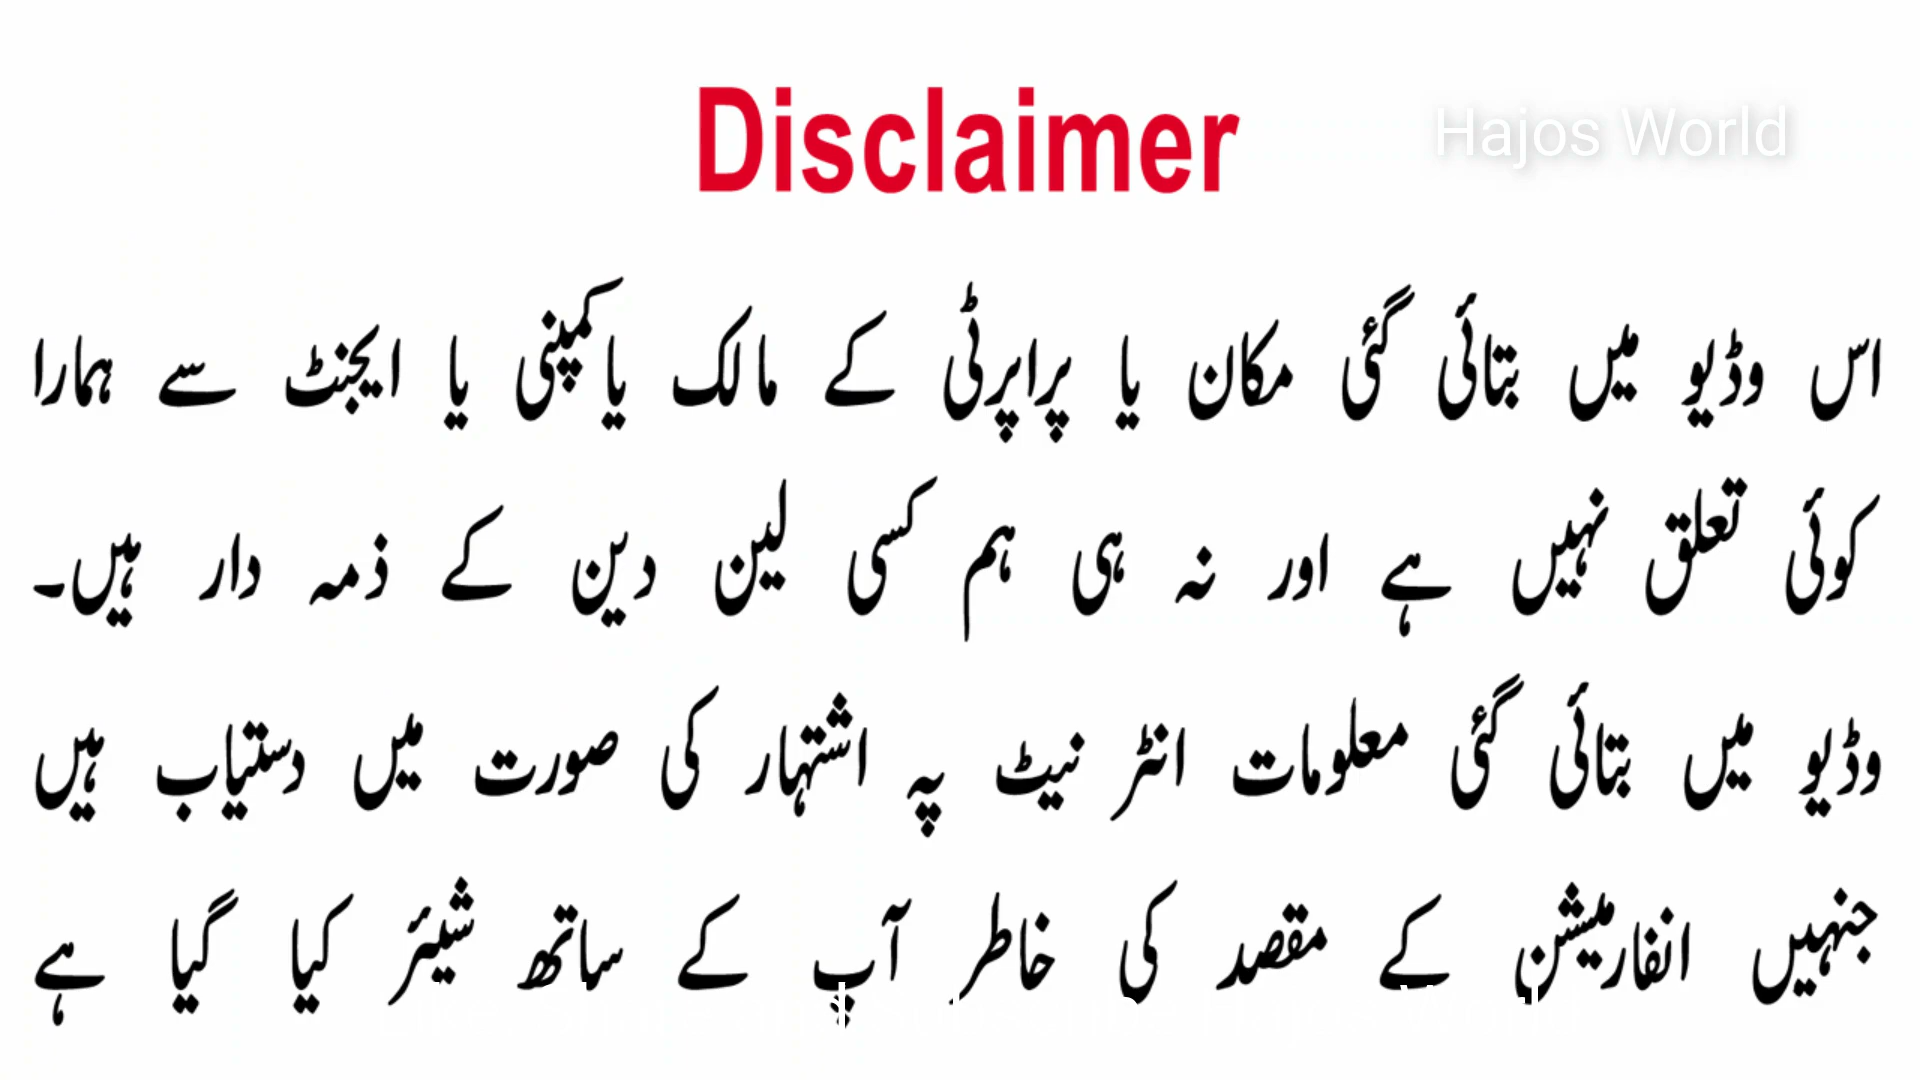 Disclaimer
Hajos World
اس وڈیو میں بتائی گئی مکان یا پراپرٹی کے مالک یا کمپنی یا ایجنٹ سے ہمارا
کوئی تعلق نہیں ہے اور نہ ہی ہم کسی لین دین کے ذمہ دار ہیں۔
وڈیو میں بتائی گئی معلومات انٹر نیٹ پہ اشتہار کی صورت میں دستیاب ہیں
جنہیں انفارمیشن کے مقصد کی خاطر آپ کے ساتھ شیئر کیا گیا ہے